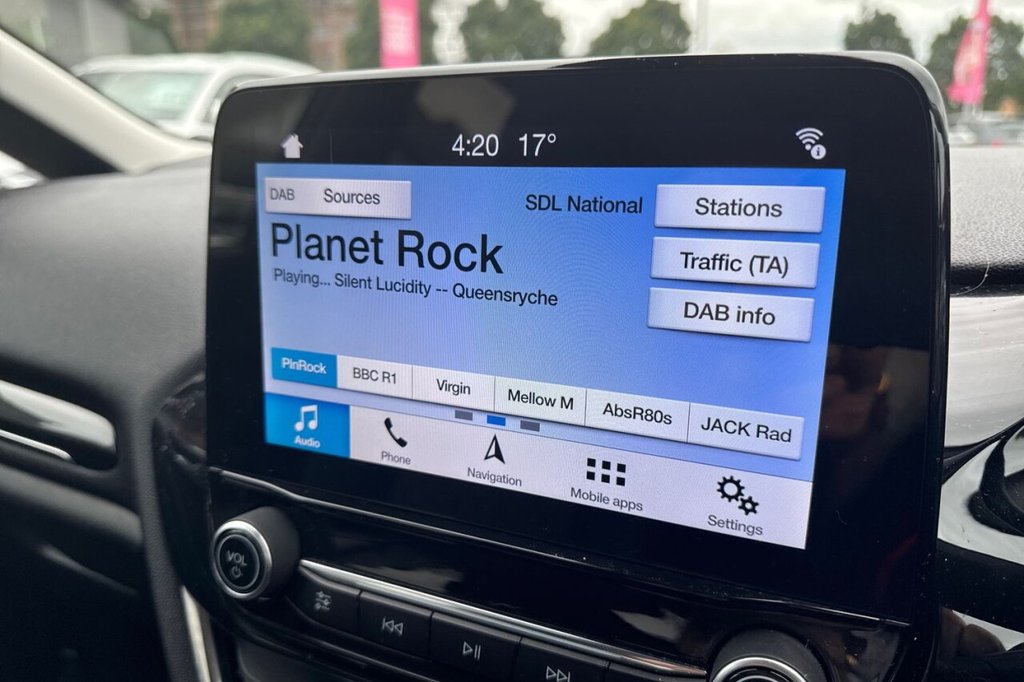 4:20 17°
DAB Sources
SDL National
Stations
Planet Rock
Traffic (TA)
Playing... Silent Lucidity -- Queensryche
DAB info
PlnRock
BBC R1
Virgin
Mellow M
AbsR80s
JACK Rad
Audio
Phone
Navigation
Mobile apps
Settings
VOL